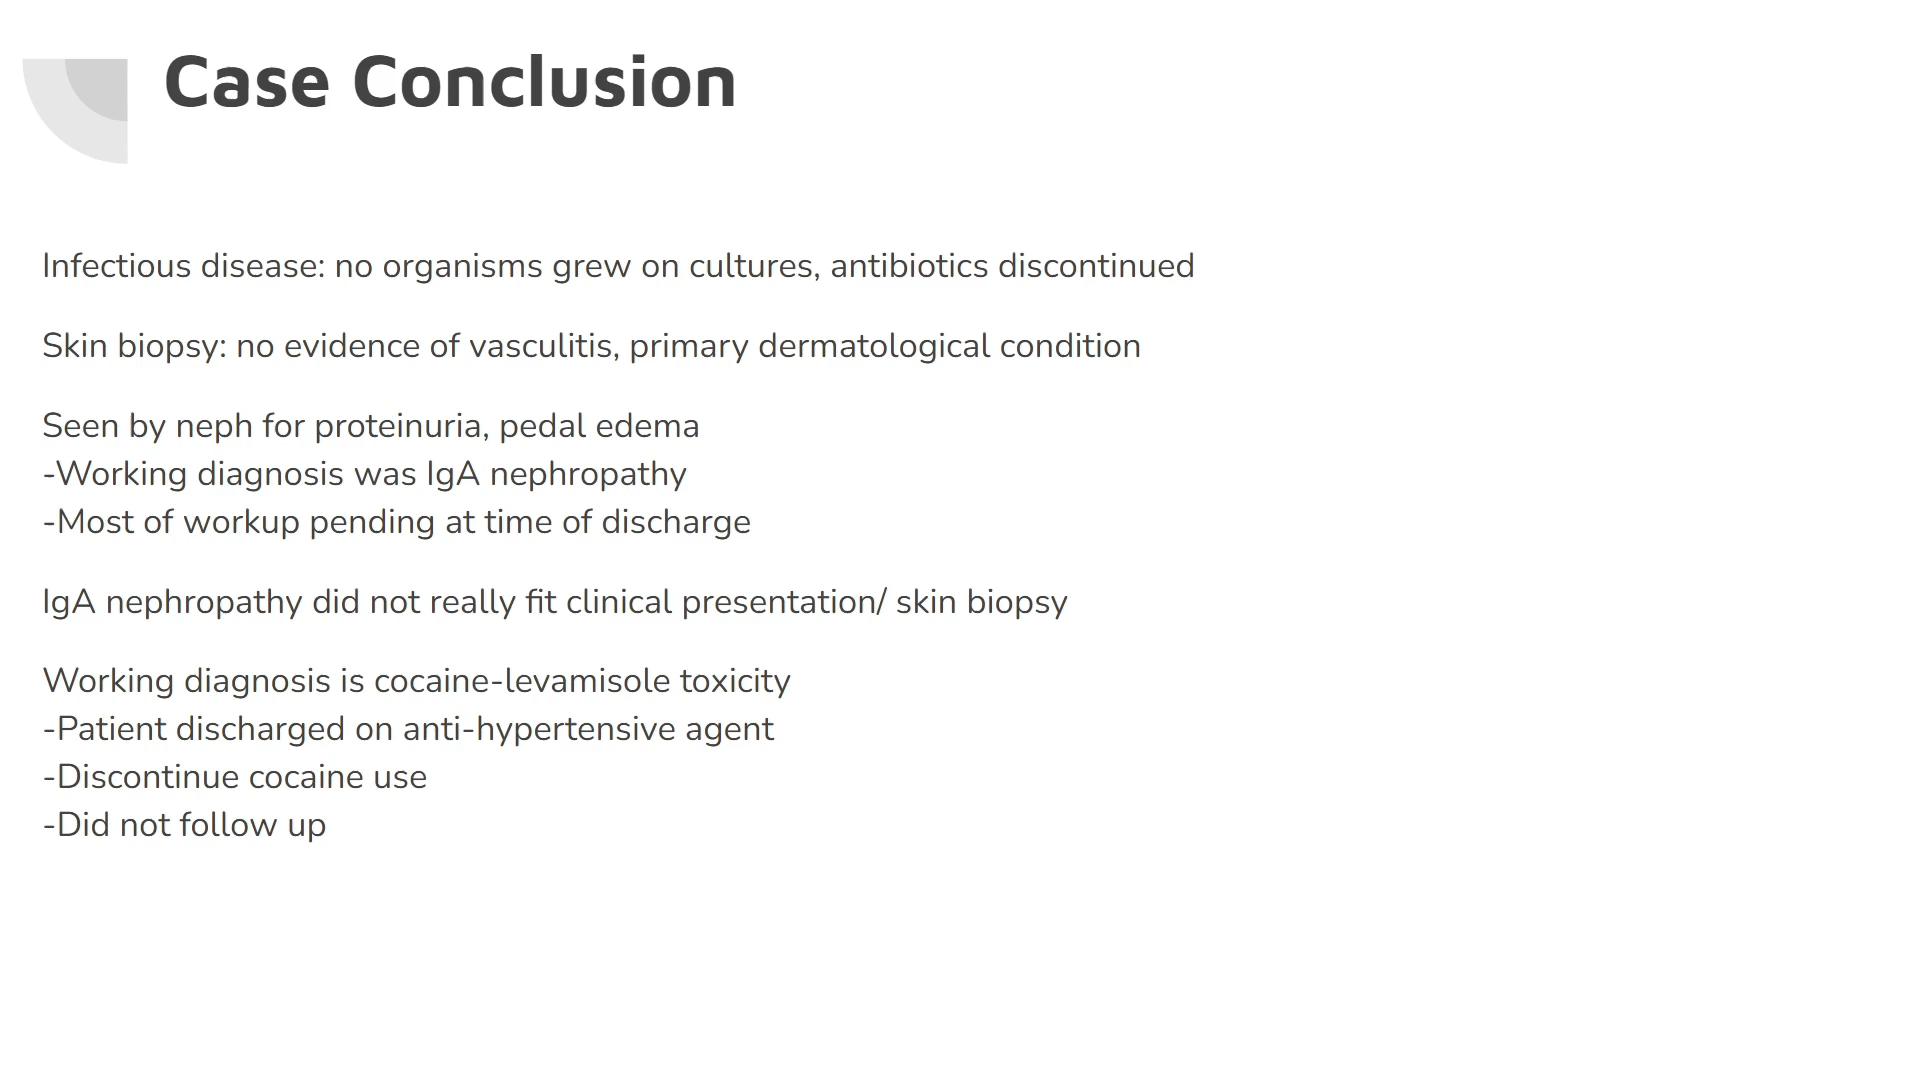 Case Conclusion
Infectious disease: no organisms grew on cultures, antibiotics discontinued
Skin biopsy: no evidence of vasculitis, primary dermatological condition
Seen by neph for proteinuria, pedal edema
-Working diagnosis was IgA nephropathy
-Most of workup pending at time of discharge
IgA nephropathy did not really fit clinical presentation/ skin biopsy
Working diagnosis is cocaine-levamisole toxicity
-Patient discharged on anti-hypertensive agent
-Discontinue cocaine use
-Did not follow up